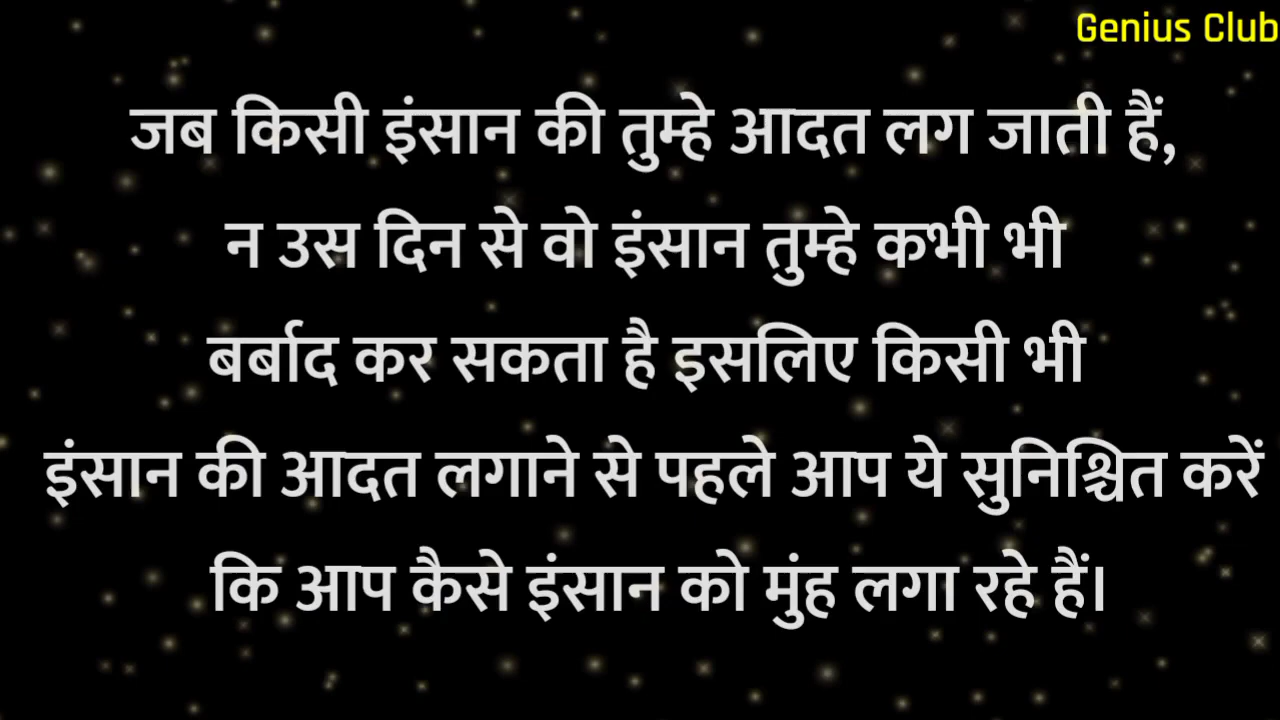 Genius Club
जब किसी इंसान की तुम्हे आदत लग जाती हैं,
न उस दिन से वो इंसान तुम्हे कभी भी
बर्बाद कर सकता है इसलिए किसी भी
इंसान की आदत लगाने से पहले आप ये सुनिश्चित करें
कि आप कैसे इंसान को मुंह लगा रहे हैं।